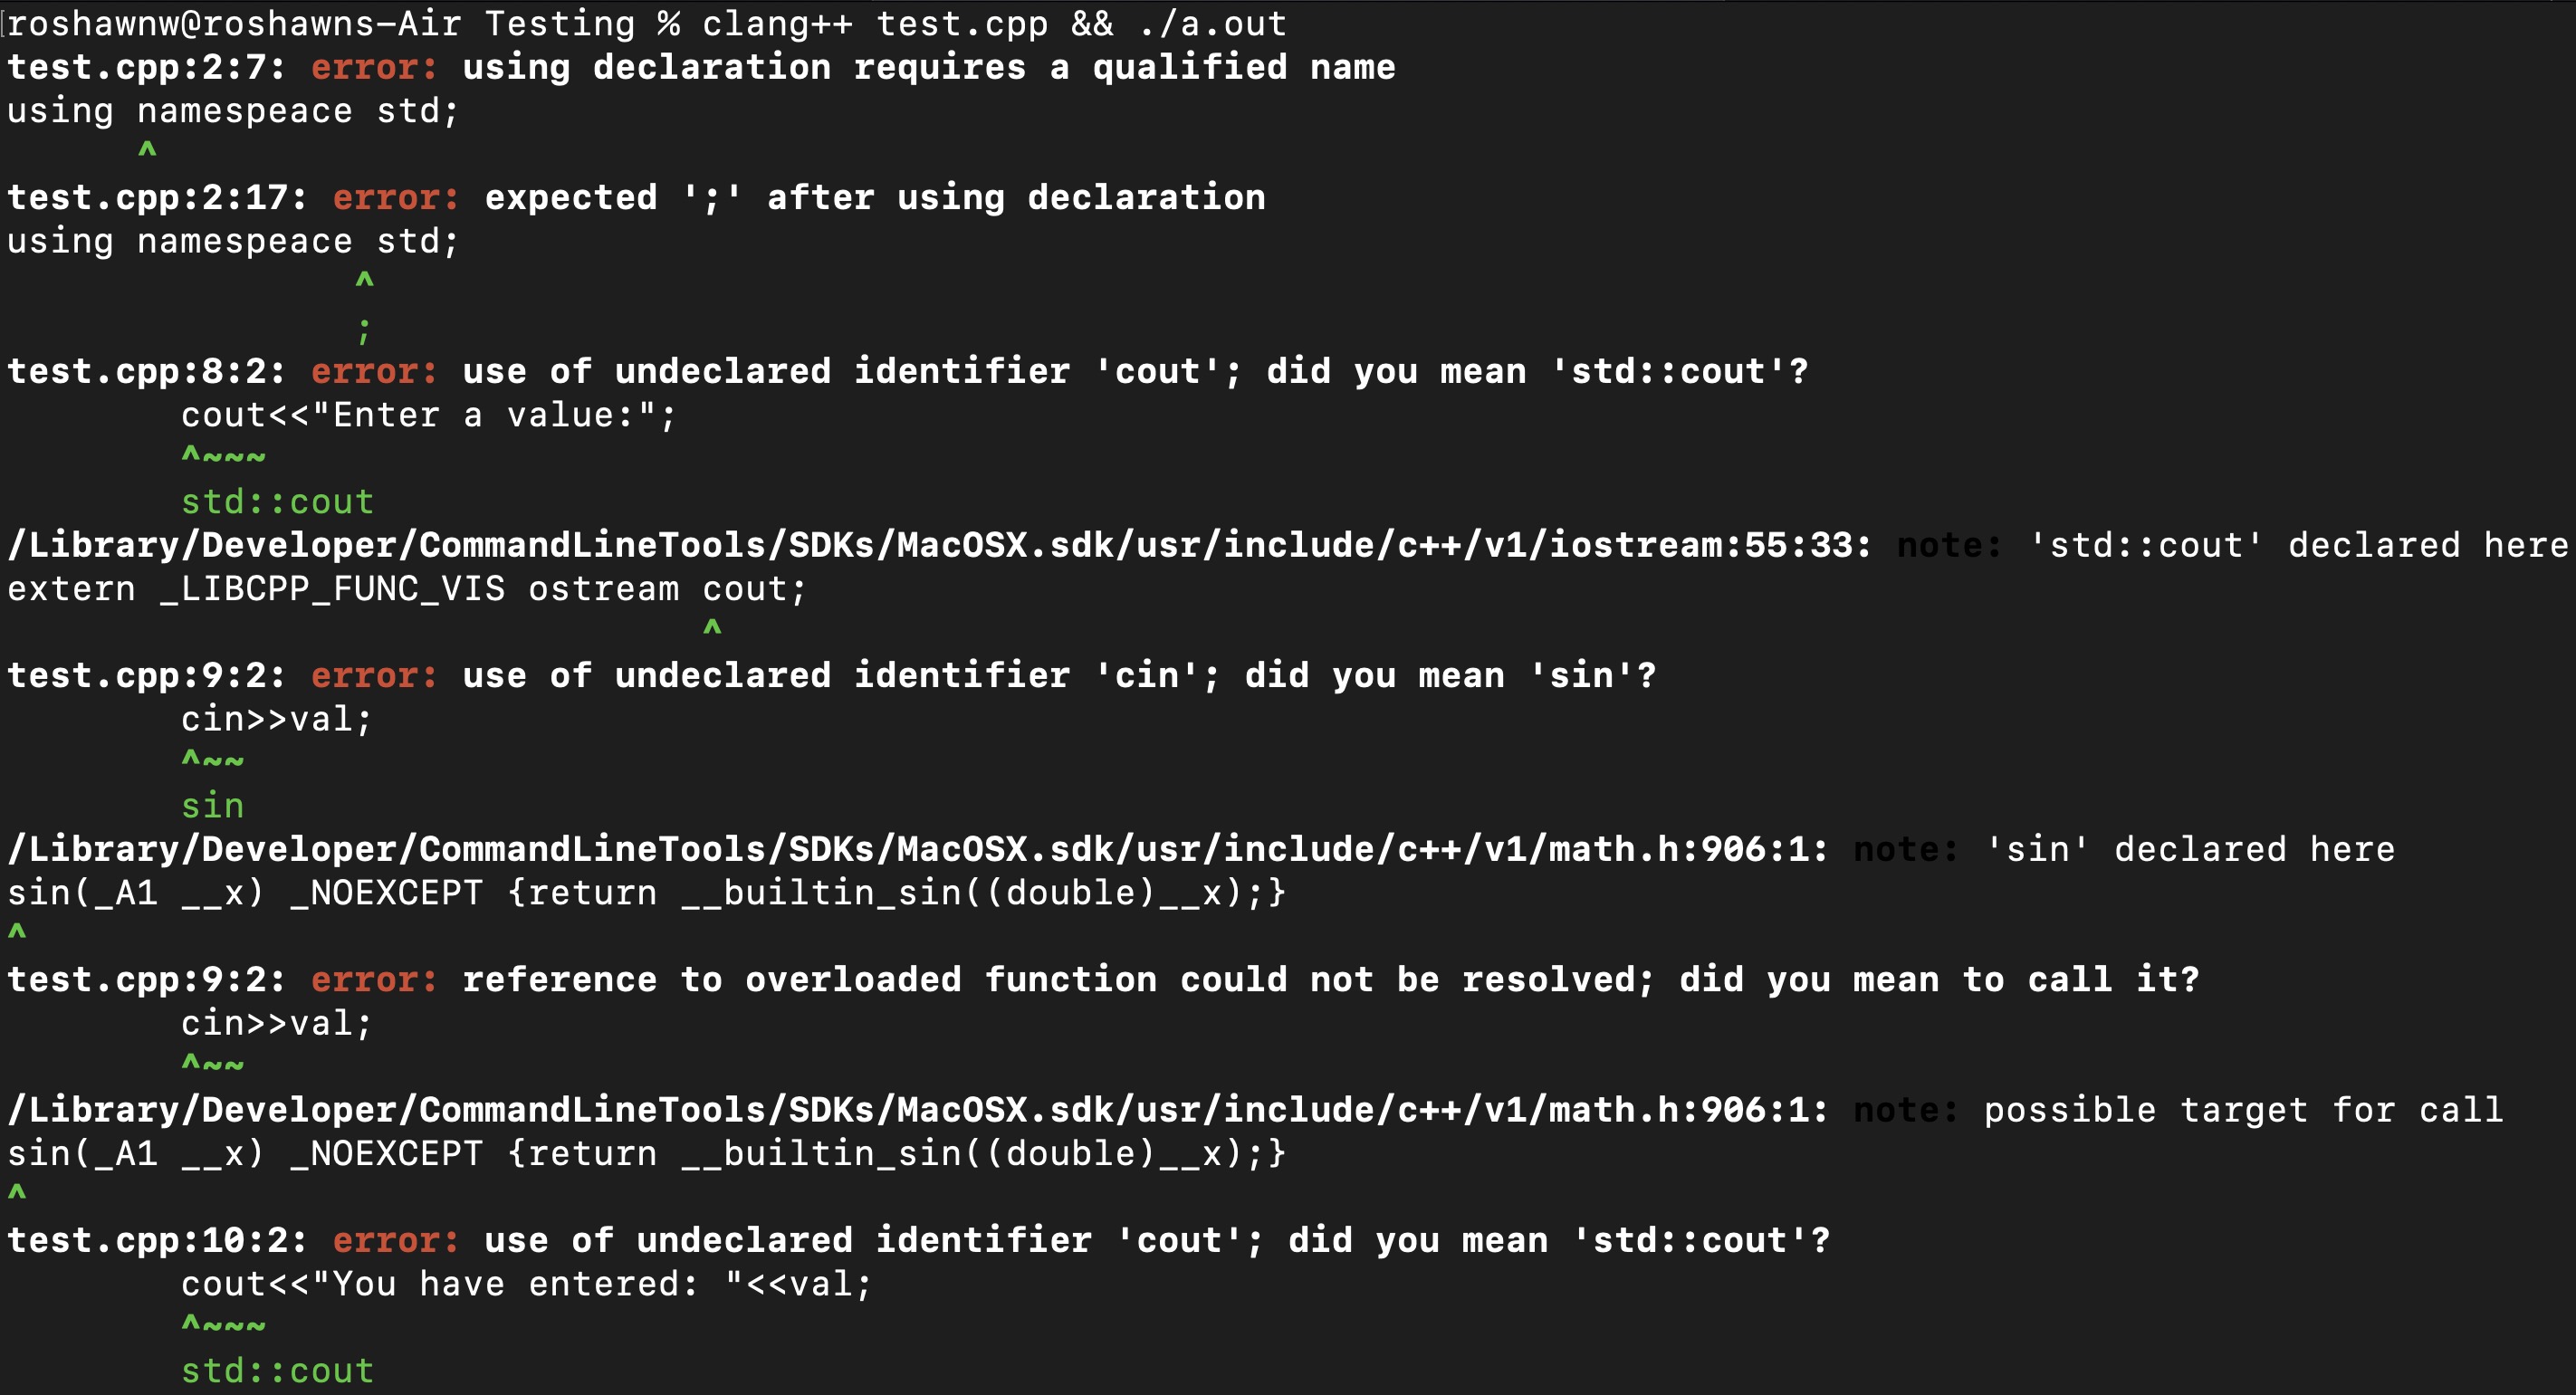 [roshawnw@roshawns-Air Testing % clang++ test.cpp && ./a.out
test.cpp:2:7: error: using declaration requires a qualified name
using namespeace std;
      ^
test.cpp:2:17: error: expected ';' after using declaration
using namespeace std;
                ^
                ;
test.cpp:8:2: error: use of undeclared identifier 'cout'; did you mean 'std::cout'?
        cout<<"Enter a value:";
        ^~~~
        std::cout
/Library/Developer/CommandLineTools/SDKs/MacOSX.sdk/usr/include/c++/v1/iostream:55:33: note: 'std::cout' declared here
extern _LIBCPP_FUNC_VIS ostream cout;
                                ^
test.cpp:9:2: error: use of undeclared identifier 'cin'; did you mean 'sin'?
        cin>>val;
        ^~~
        sin
/Library/Developer/CommandLineTools/SDKs/MacOSX.sdk/usr/include/c++/v1/math.h:906:1: note: 'sin' declared here
sin(_A1 __x) _NOEXCEPT {return __builtin_sin((double)__x);}
^
test.cpp:9:2: error: reference to overloaded function could not be resolved; did you mean to call it?
        cin>>val;
        ^~~
/Library/Developer/CommandLineTools/SDKs/MacOSX.sdk/usr/include/c++/v1/math.h:906:1: note: possible target for call
sin(_A1 __x) _NOEXCEPT {return __builtin_sin((double)__x);}
^
test.cpp:10:2: error: use of undeclared identifier 'cout'; did you mean 'std::cout'?
        cout<<"You have entered: "<<val;
        ^~~~
        std::cout